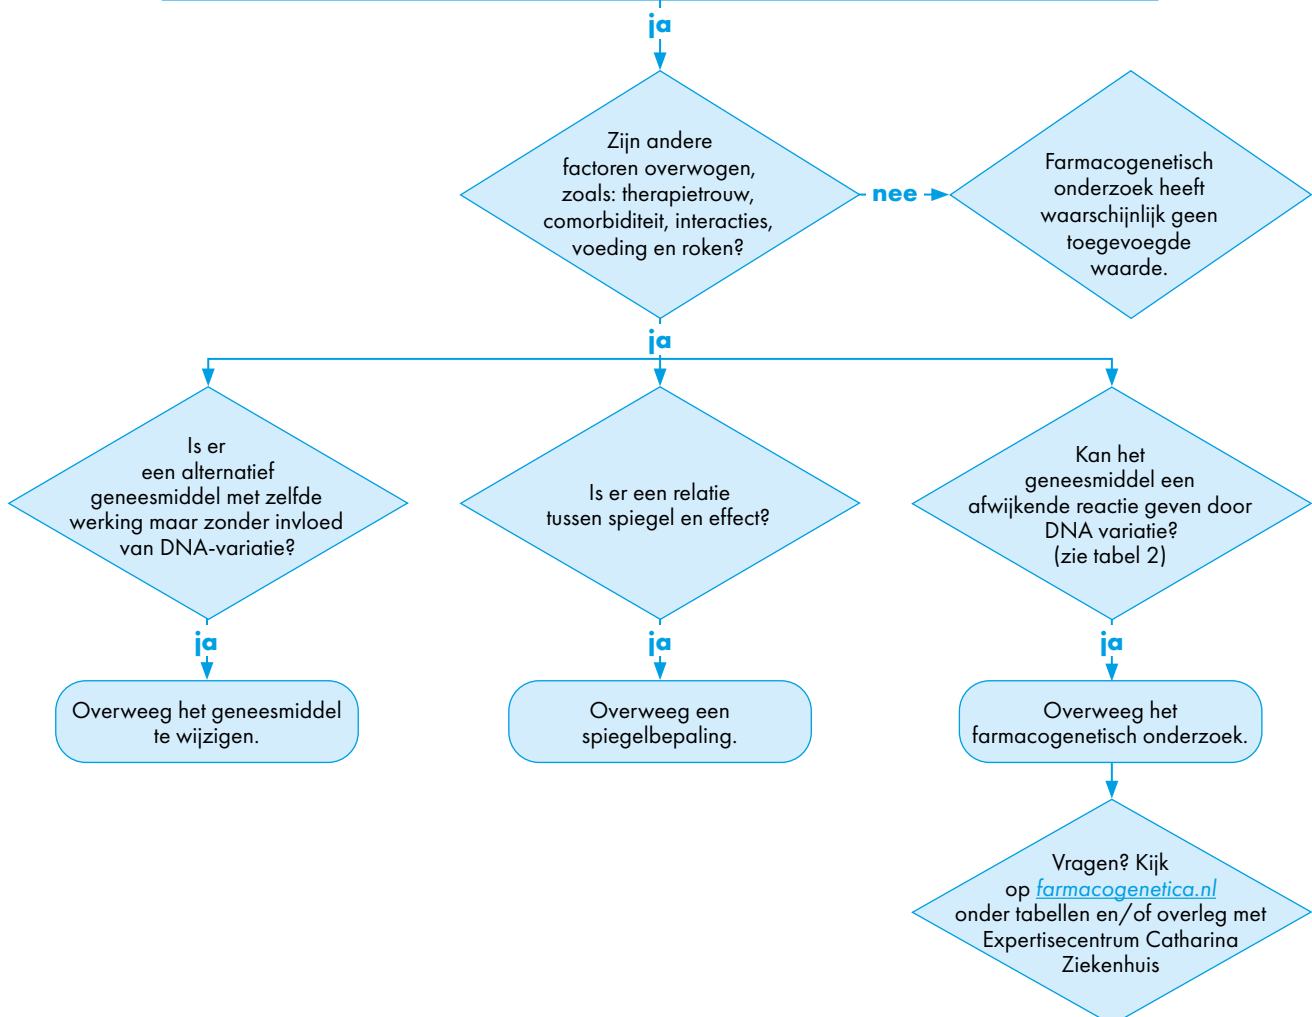 ja
Zijn andere
factoren overwogen,
zoals: therapietrouw,
comorbiditeit, interacties,
voeding en roken?
nee
Farmacogenetisch
onderzoek heeft
waarschijnlijk geen
toegevoegde
waarde.
ja
Is er
een alternatief
geneesmiddel met zelfde
werking maar zonder invloed
van DNA-variatie?
Is er een relatie
tussen spiegel en effect?
Kan het
geneesmiddel een
afwijkende reactie geven door
DNA variatie?
(zie tabel 2)
ja
ja
ja
Overweeg het geneesmiddel
te wijzigen.
Overweeg een
spiegelbepaling.
Overweeg het
farmacogenetisch onderzoek.
Vragen? Kijk
op farmacogenetica.nl
onder tabellen en/of overleg met
Expertisecentrum Catharina
Ziekenhuis